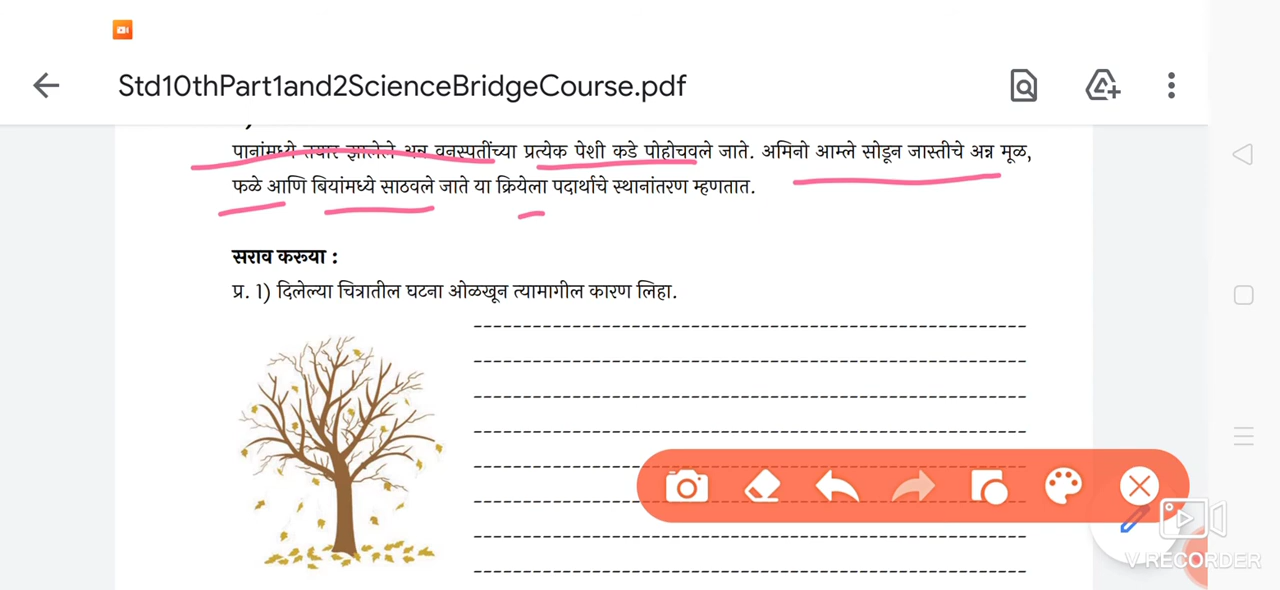 Std10thPart1and2ScienceBridgeCourse.pdf
पानांमध्ये तयार झालेले अन्न वनस्पतींच्या प्रत्येक पेशी कडे पोहोचवले जाते. अमिनो आम्ले सोडून जास्तीचे अन्न मूळ,
फळे आणि बियांमध्ये साठवले जाते या क्रियेला पदार्थाचे स्थानांतरण म्हणतात.
सराव करूया :
प्र. 1) दिलेल्या चित्रातील घटना ओळखून त्यामागील कारण लिहा.
V RECORDER